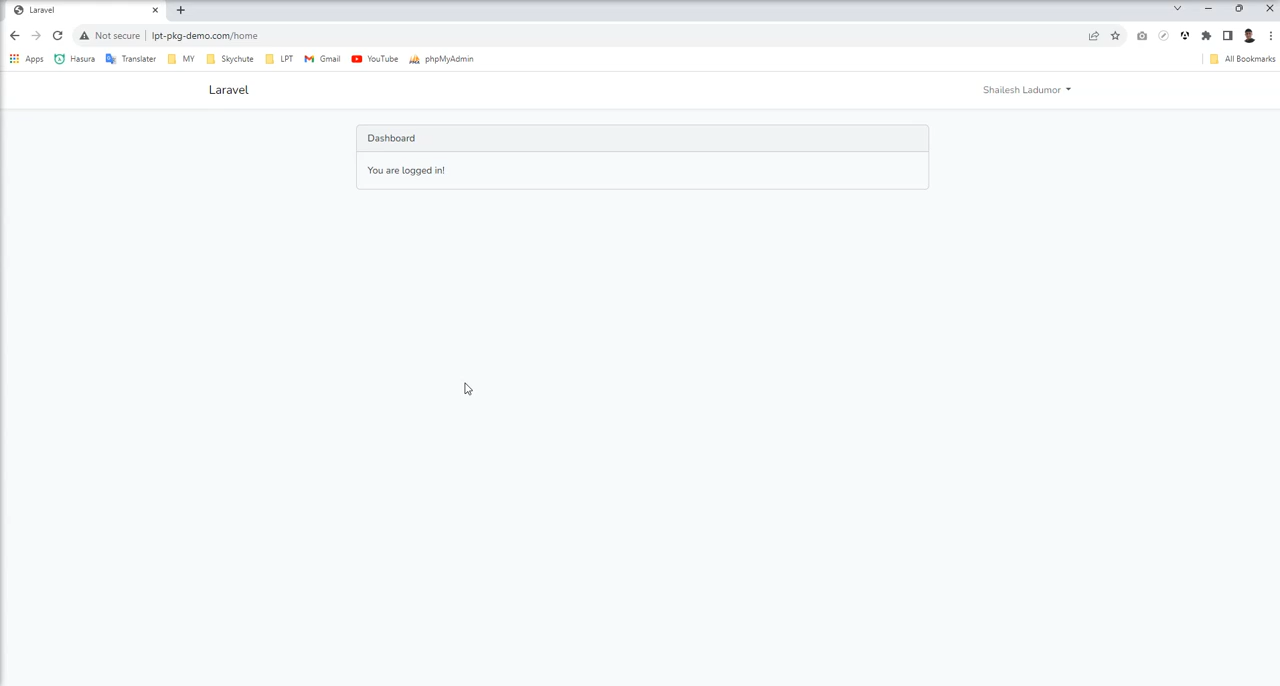 Laravel
Not secure lpt-pkg-demo.com/home
Apps Hasura Translater MY Skychute LPT Gmail YouTube phpMyAdmin All Bookmarks
Laravel Shailesh Ladumor
Dashboard
You are logged in!